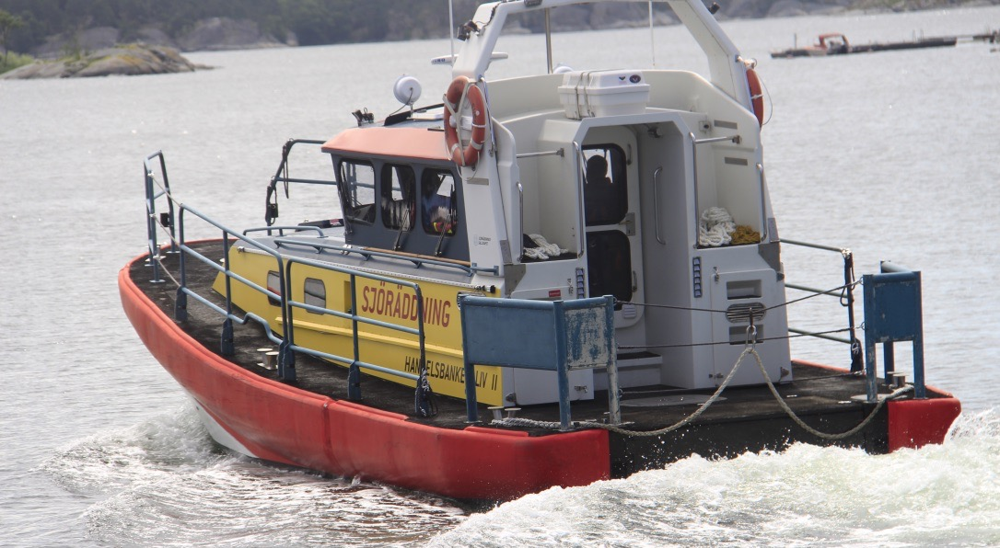 SJÖRÄDDNING
HANDELSBANKEN LIV II